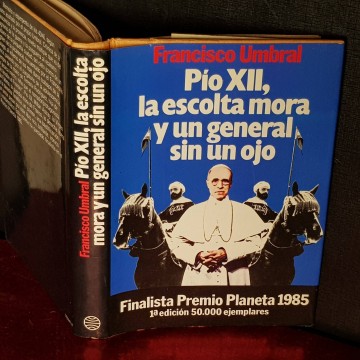 Francisco Umbral
Pío XII,
la escolta mora
y un general
sin un ojo
Finalista Premio Planeta 1985
1ª edición 50.000 ejemplares
Francisco Umbral Pío XII, la escolta
mora y un general sin un ojo